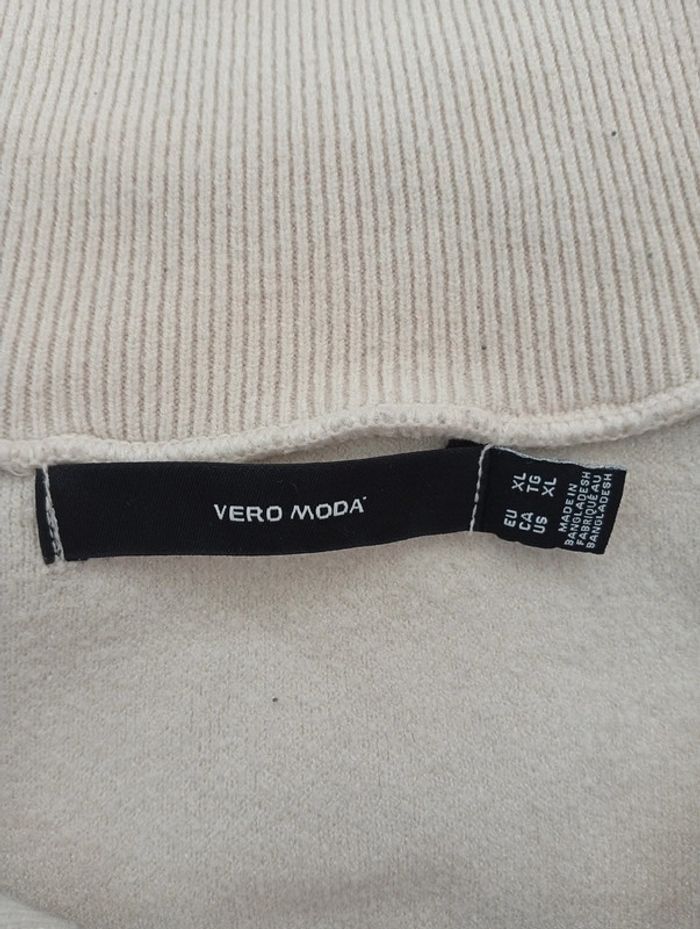 VERO MODA
EU XL
CA TG
US XL
MADE IN
BANGLADESH
FABRIQUÉ AU
BANGLADESH